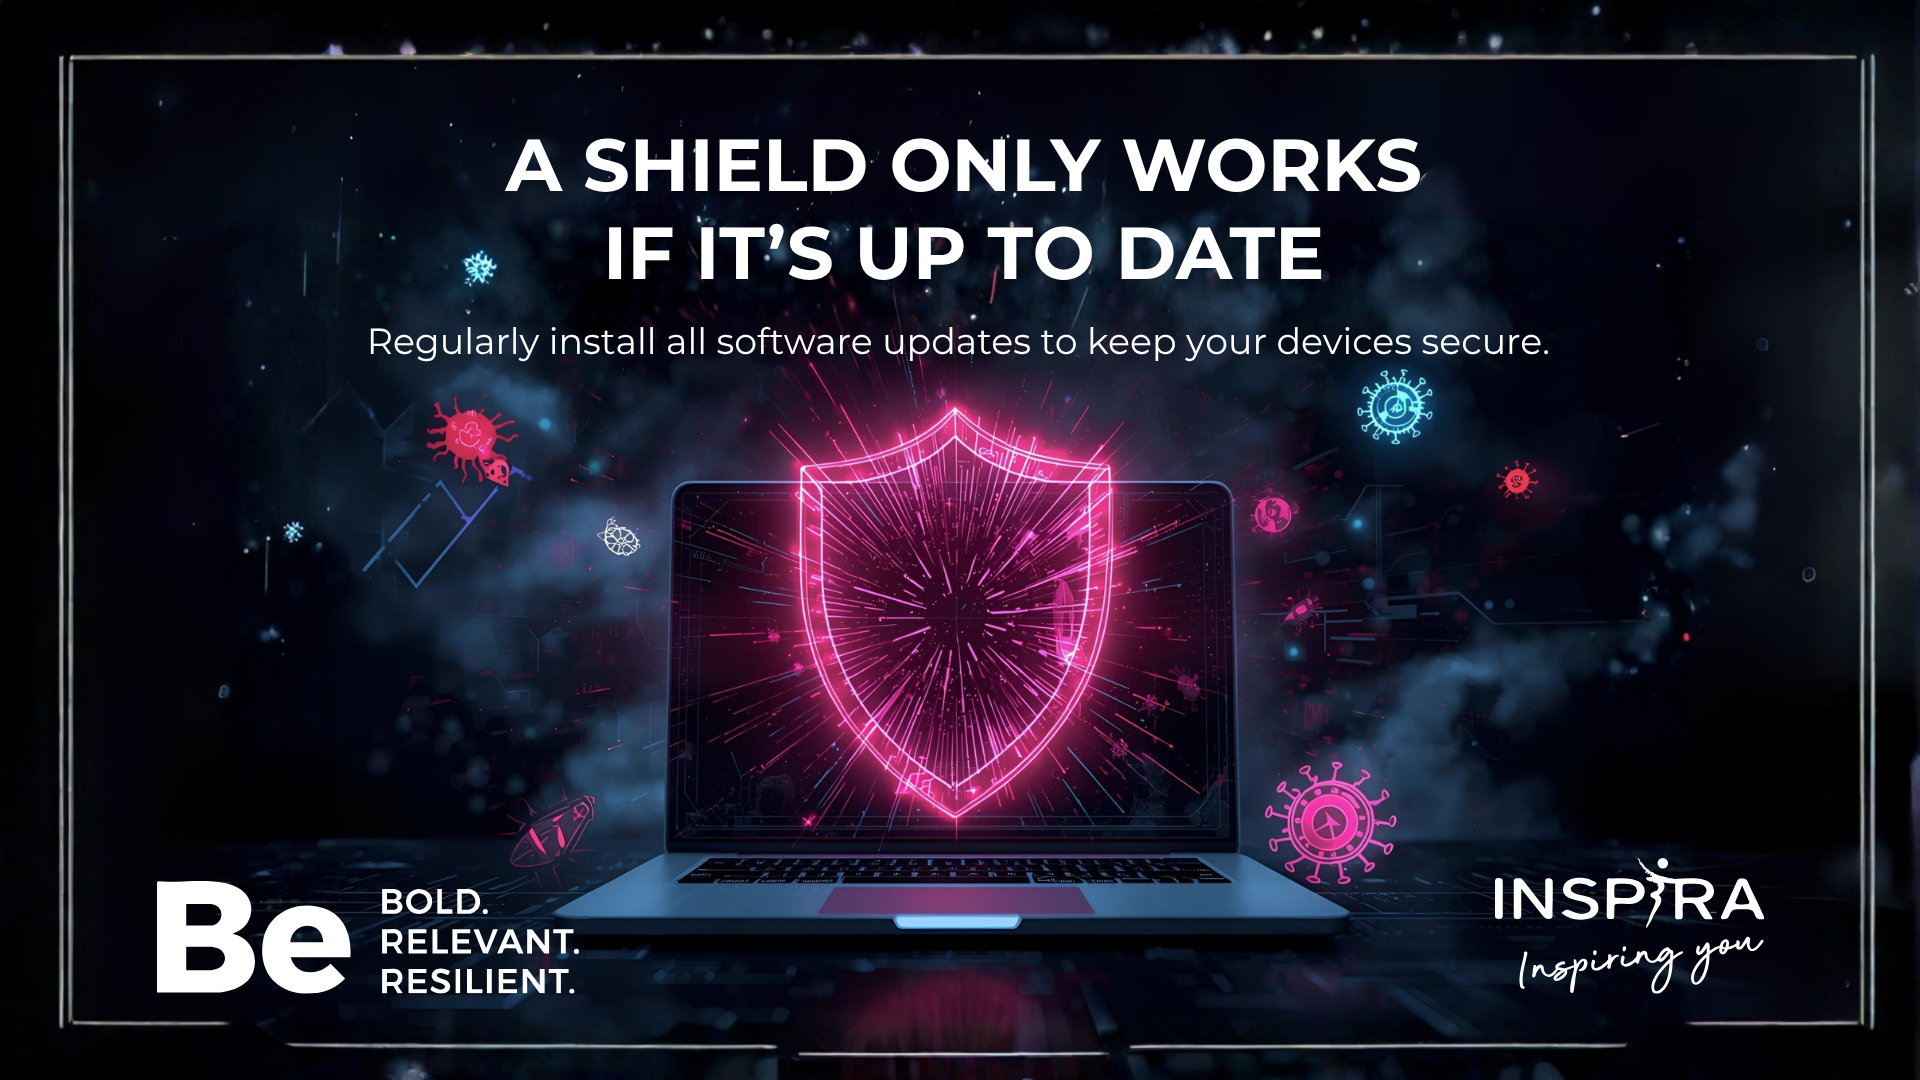 A SHIELD ONLY WORKS
IF IT’S UP TO DATE
Regularly install all software updates to keep your devices secure.
Be
BOLD.
RELEVANT.
RESILIENT.
INSPIRA
Inspiring you